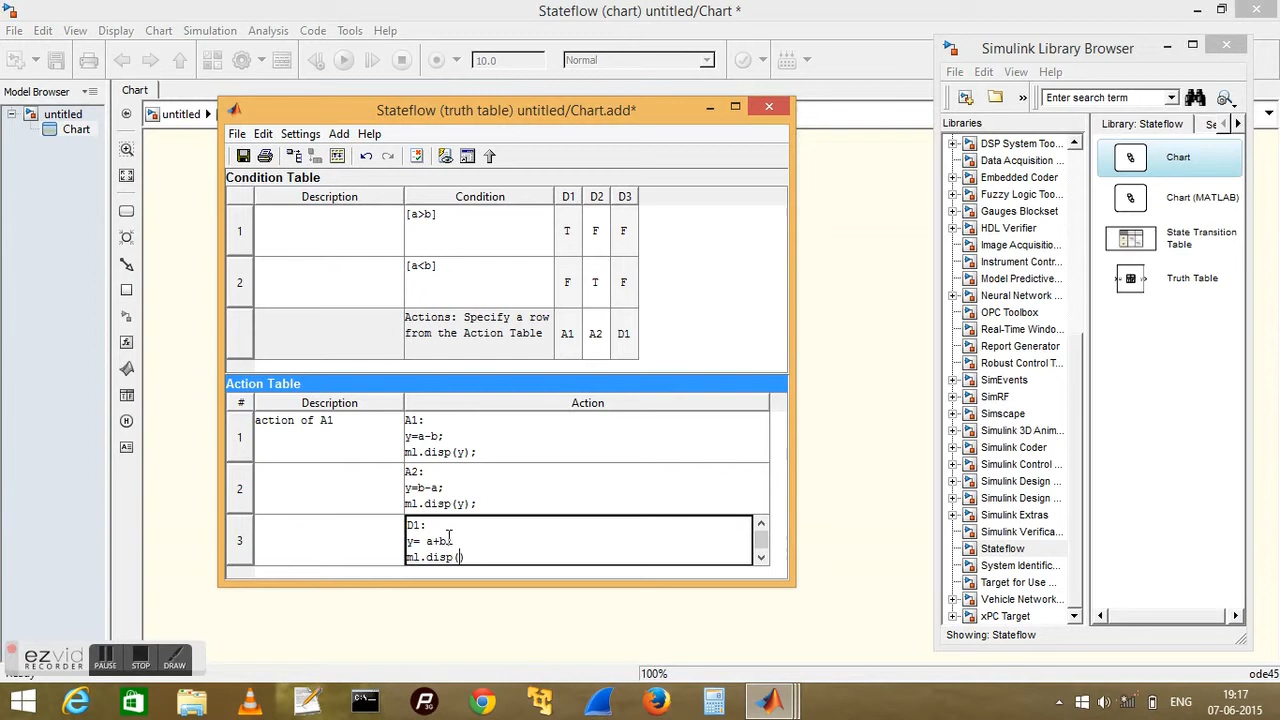 Stateflow (chart) untitled/Chart *
File Edit View Display Chart Simulation Analysis Code Tools Help
10.0
Normal
Model Browser
Chart
untitled
Chart
untitled
Stateflow (truth table) untitled/Chart.add*
File Edit Settings Add Help
Condition Table
Description Condition D1 D2 D3
1 [a>b] T F F
2 [a<b] F T F
Actions: Specify a row
from the Action Table A1 A2 D1
Action Table
# Description Action
1 action of A1 A1:
y=a-b;
ml.disp(y);
2 A2:
y=b-a;
ml.disp(y);
3 D1:
y= a+b
ml.disp()
Simulink Library Browser
File Edit View Help
» Enter search term
Libraries
DSP System Too...
Data Acquisition ...
Embedded Coder
Fuzzy Logic Too...
Gauges Blockset
HDL Verifier
Image Acquisitio...
Instrument Contr...
Model Predictive...
Neural Network ...
OPC Toolbox
Real-Time Windo...
Report Generator
Robust Control T...
SimEvents
SimRF
Simscape
Simulink 3D Anim...
Simulink Coder
Simulink Control ...
Simulink Design ...
Simulink Design ...
Simulink Extras
Simulink Verifica...
Stateflow
System Identific...
Target for Use ...
Vehicle Network...
xPC Target
Library: Stateflow
Chart
Chart (MATLAB)
State Transition
Table
Truth Table
Showing: Stateflow
ezvid
RECORDER
PAUSE STOP DRAW
100%
ode45
ENG
19:17
07-06-2015